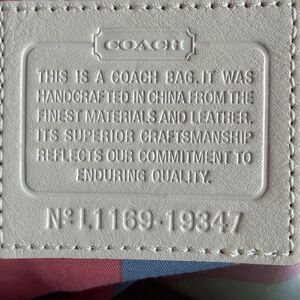 COACH
THIS IS A COACH BAG. IT WAS
HANDCRAFTED IN CHINA FROM THE
FINEST MATERIALS AND LEATHER.
ITS SUPERIOR CRAFTSMANSHIP
REFLECTS OUR COMMITMENT TO
ENDURING QUALITY.
Nº L1169-19347